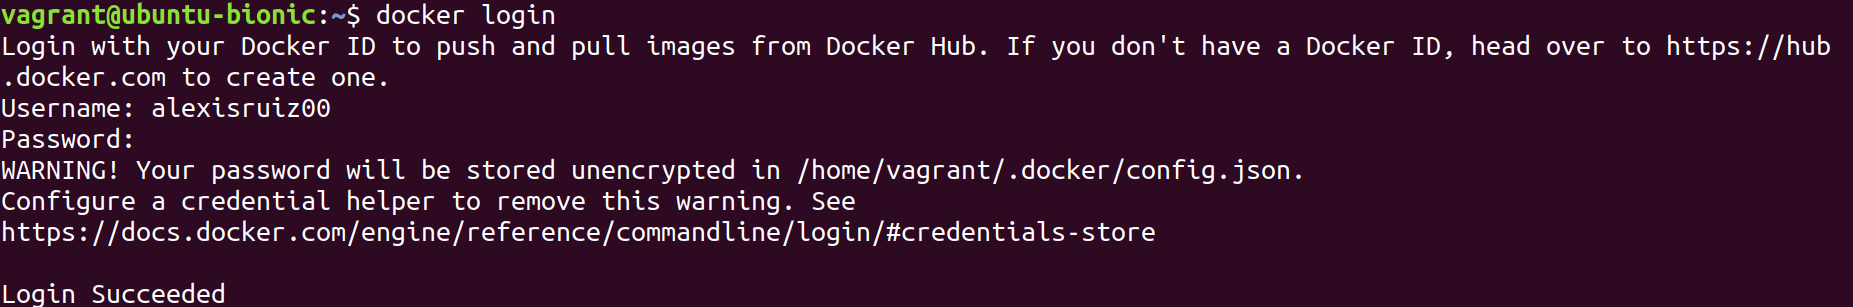 vagrant@ubuntu-bionic:~$ docker login
Login with your Docker ID to push and pull images from Docker Hub. If you don't have a Docker ID, head over to https://hub
.docker.com to create one.
Username: alexisruiz00
Password:
WARNING! Your password will be stored unencrypted in /home/vagrant/.docker/config.json.
Configure a credential helper to remove this warning. See
https://docs.docker.com/engine/reference/commandline/login/#credentials-store
Login Succeeded